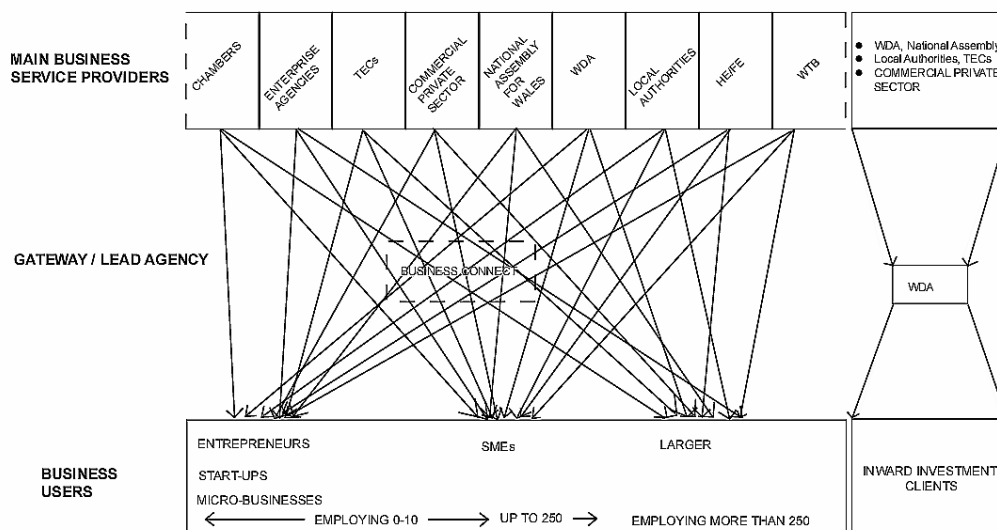 MAIN BUSINESS
SERVICE PROVIDERS
CHAMBERS
ENTERPRISE
AGENCIES
TECs
COMMERCIAL
PRIVATE
SECTOR
NATIONAL
ASSEMBLY
FOR
WALES
WDA
LOCAL
AUTHORITIES
HE/FE
WTB
● WDA, National Assembly
● Local Authorities, TECs
● COMMERCIAL PRIVATE
SECTOR
GATEWAY / LEAD AGENCY
BUSINESS CONNECT
WDA
BUSINESS
USERS
ENTREPRENEURS
SMEs
LARGER
START-UPS
MICRO-BUSINESSES
EMPLOYING 0-10
UP TO 250
EMPLOYING MORE THAN 250
INWARD INVESTMENT
CLIENTS